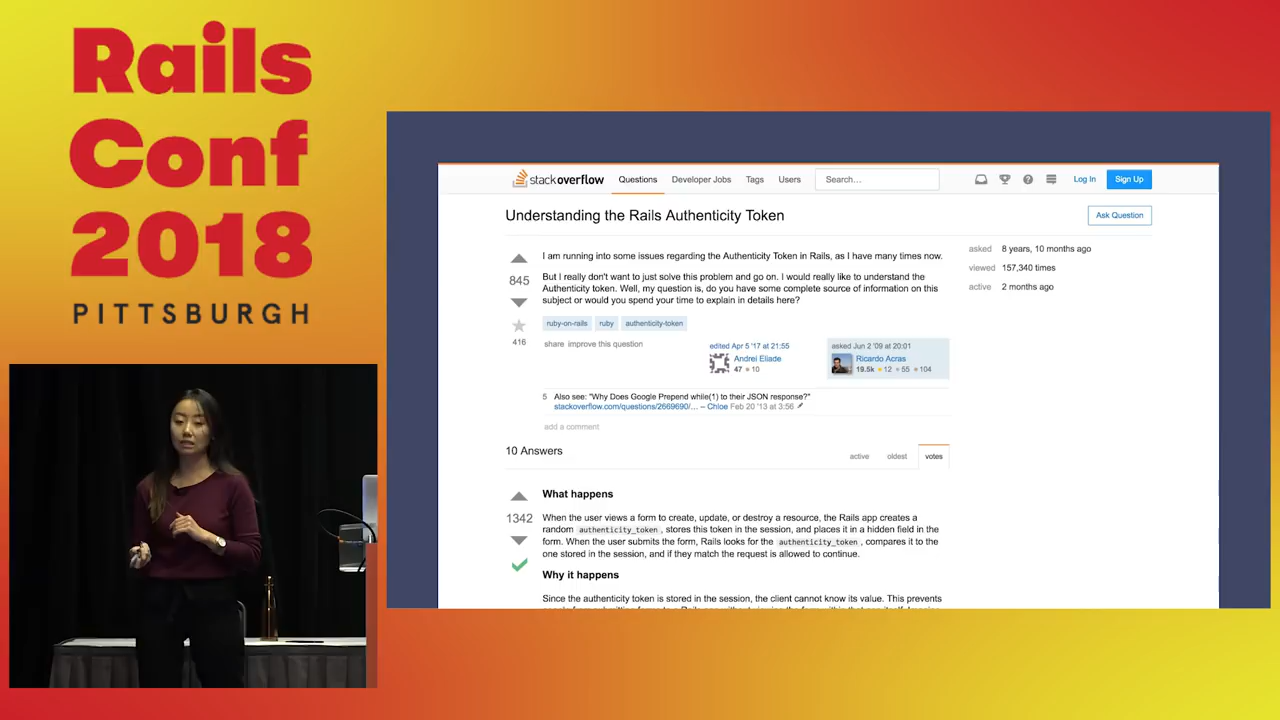 Rails
Conf
2018
PITTSBURGH
stackoverflow
Questions
Developer Jobs
Tags
Users
Search...
Log In
Sign Up
Understanding the Rails Authenticity Token
Ask Question
845
416
I am running into some issues regarding the Authenticity Token in Rails, as I have many times now.
But I really don't want to just solve this problem and go on. I would really like to understand the
Authenticity token. Well, my question is, do you have some complete source of information on this
subject or would you spend your time to explain in details here?
ruby-on-rails ruby authenticity-token
share improve this question
edited Apr 5 '17 at 21:55
Andrei Eliade
47 10
asked Jun 2 '09 at 20:01
Ricardo Acras
19.5k 12 55 104
asked 8 years, 10 months ago
viewed 157,340 times
active 2 months ago
5 Also see: "Why Does Google Prepend while(1) to their JSON response?"
stackoverflow.com/questions/2669690/... – Chloe Feb 20 '13 at 3:56
add a comment
10 Answers
active oldest votes
1342
What happens
When the user views a form to create, update, or destroy a resource, the Rails app creates a
random authenticity_token, stores this token in the session, and places it in a hidden field in the
form. When the user submits the form, Rails looks for the authenticity_token, compares it to the
one stored in the session, and if they match the request is allowed to continue.
Why it happens
Since the authenticity token is stored in the session, the client cannot know its value. This prevents